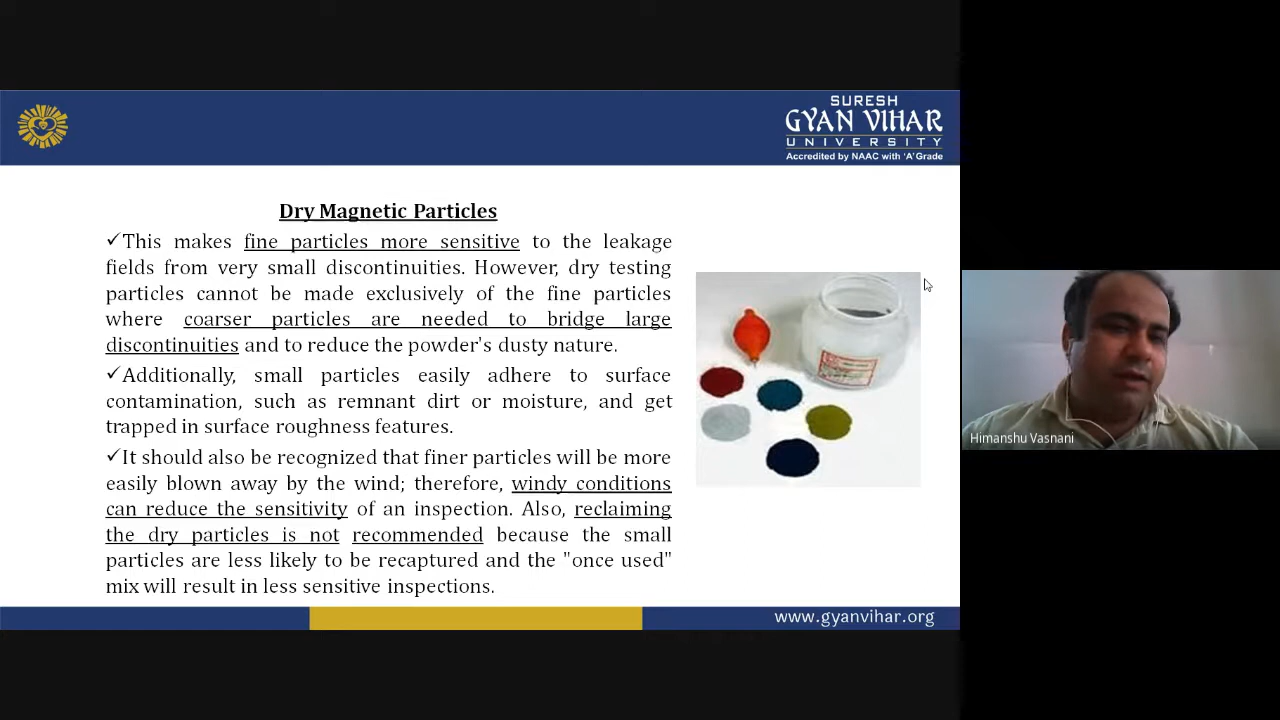 SURESH
GYAN VIHAR
UNIVERSITY
Accredited by NAAC with 'A' Grade
Dry Magnetic Particles
✓This makes fine particles more sensitive to the leakage
fields from very small discontinuities. However, dry testing
particles cannot be made exclusively of the fine particles
where coarser particles are needed to bridge large
discontinuities and to reduce the powder's dusty nature.
✓Additionally, small particles easily adhere to surface
contamination, such as remnant dirt or moisture, and get
trapped in surface roughness features.
✓It should also be recognized that finer particles will be more
easily blown away by the wind; therefore, windy conditions
can reduce the sensitivity of an inspection. Also, reclaiming
the dry particles is not recommended because the small
particles are less likely to be recaptured and the "once used"
mix will result in less sensitive inspections.
Himanshu Vasnani
www.gyanvihar.org